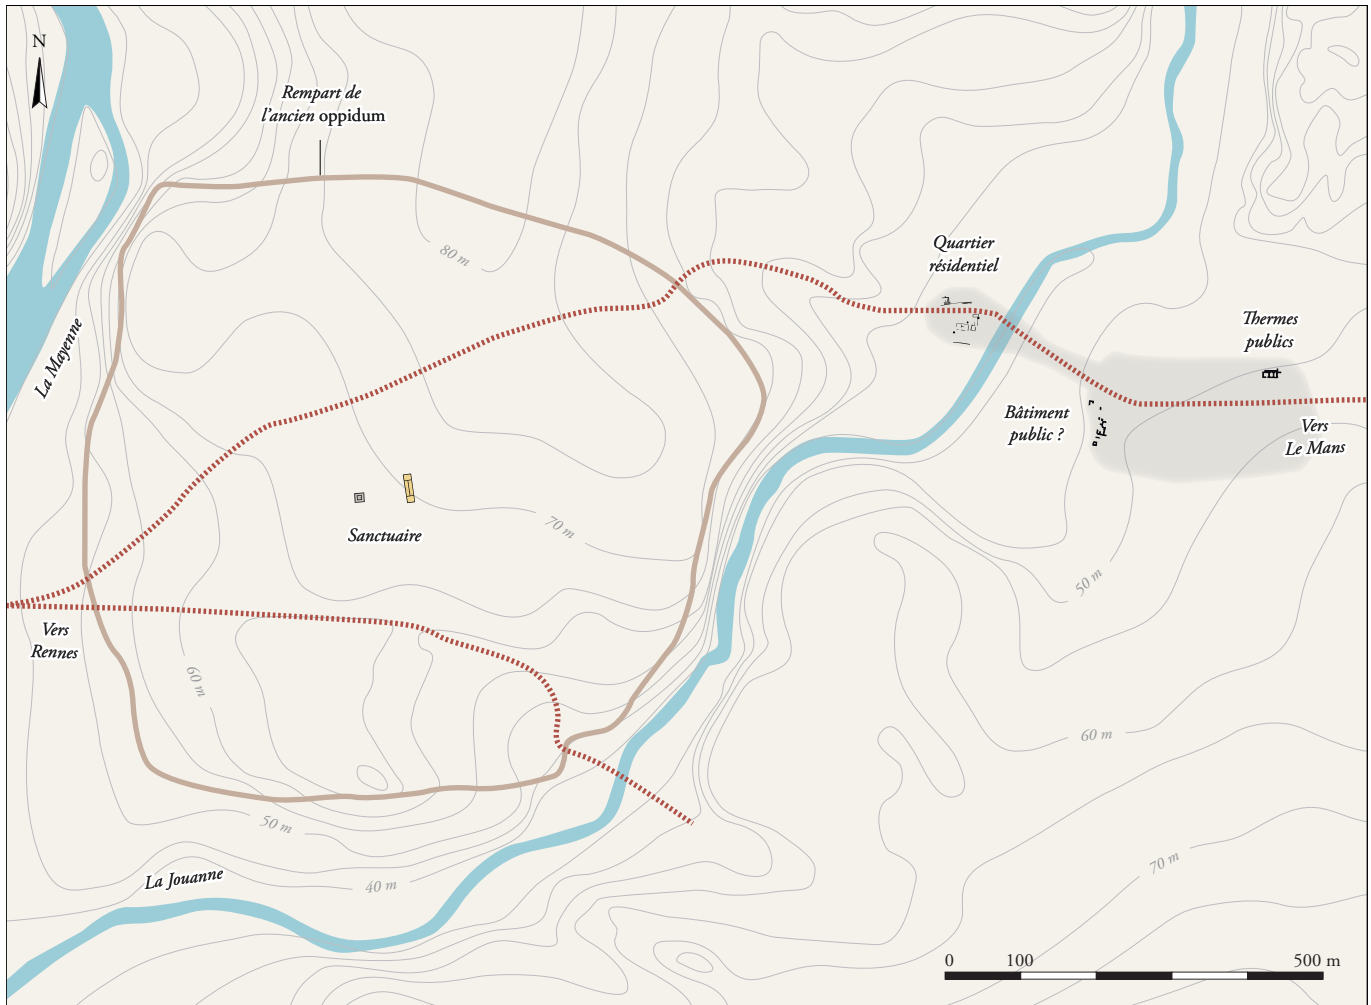 N
Rempart de
l'ancien oppidum
80 m
Quartier
résidentiel
Thermes
publics
La Mayenne
Bâtiment
public ?
Vers
Le Mans
Sanctuaire
70 m
50 m
Vers
Rennes
60 m
60 m
50 m
70 m
La Jouanne
40 m
0 100 500 m